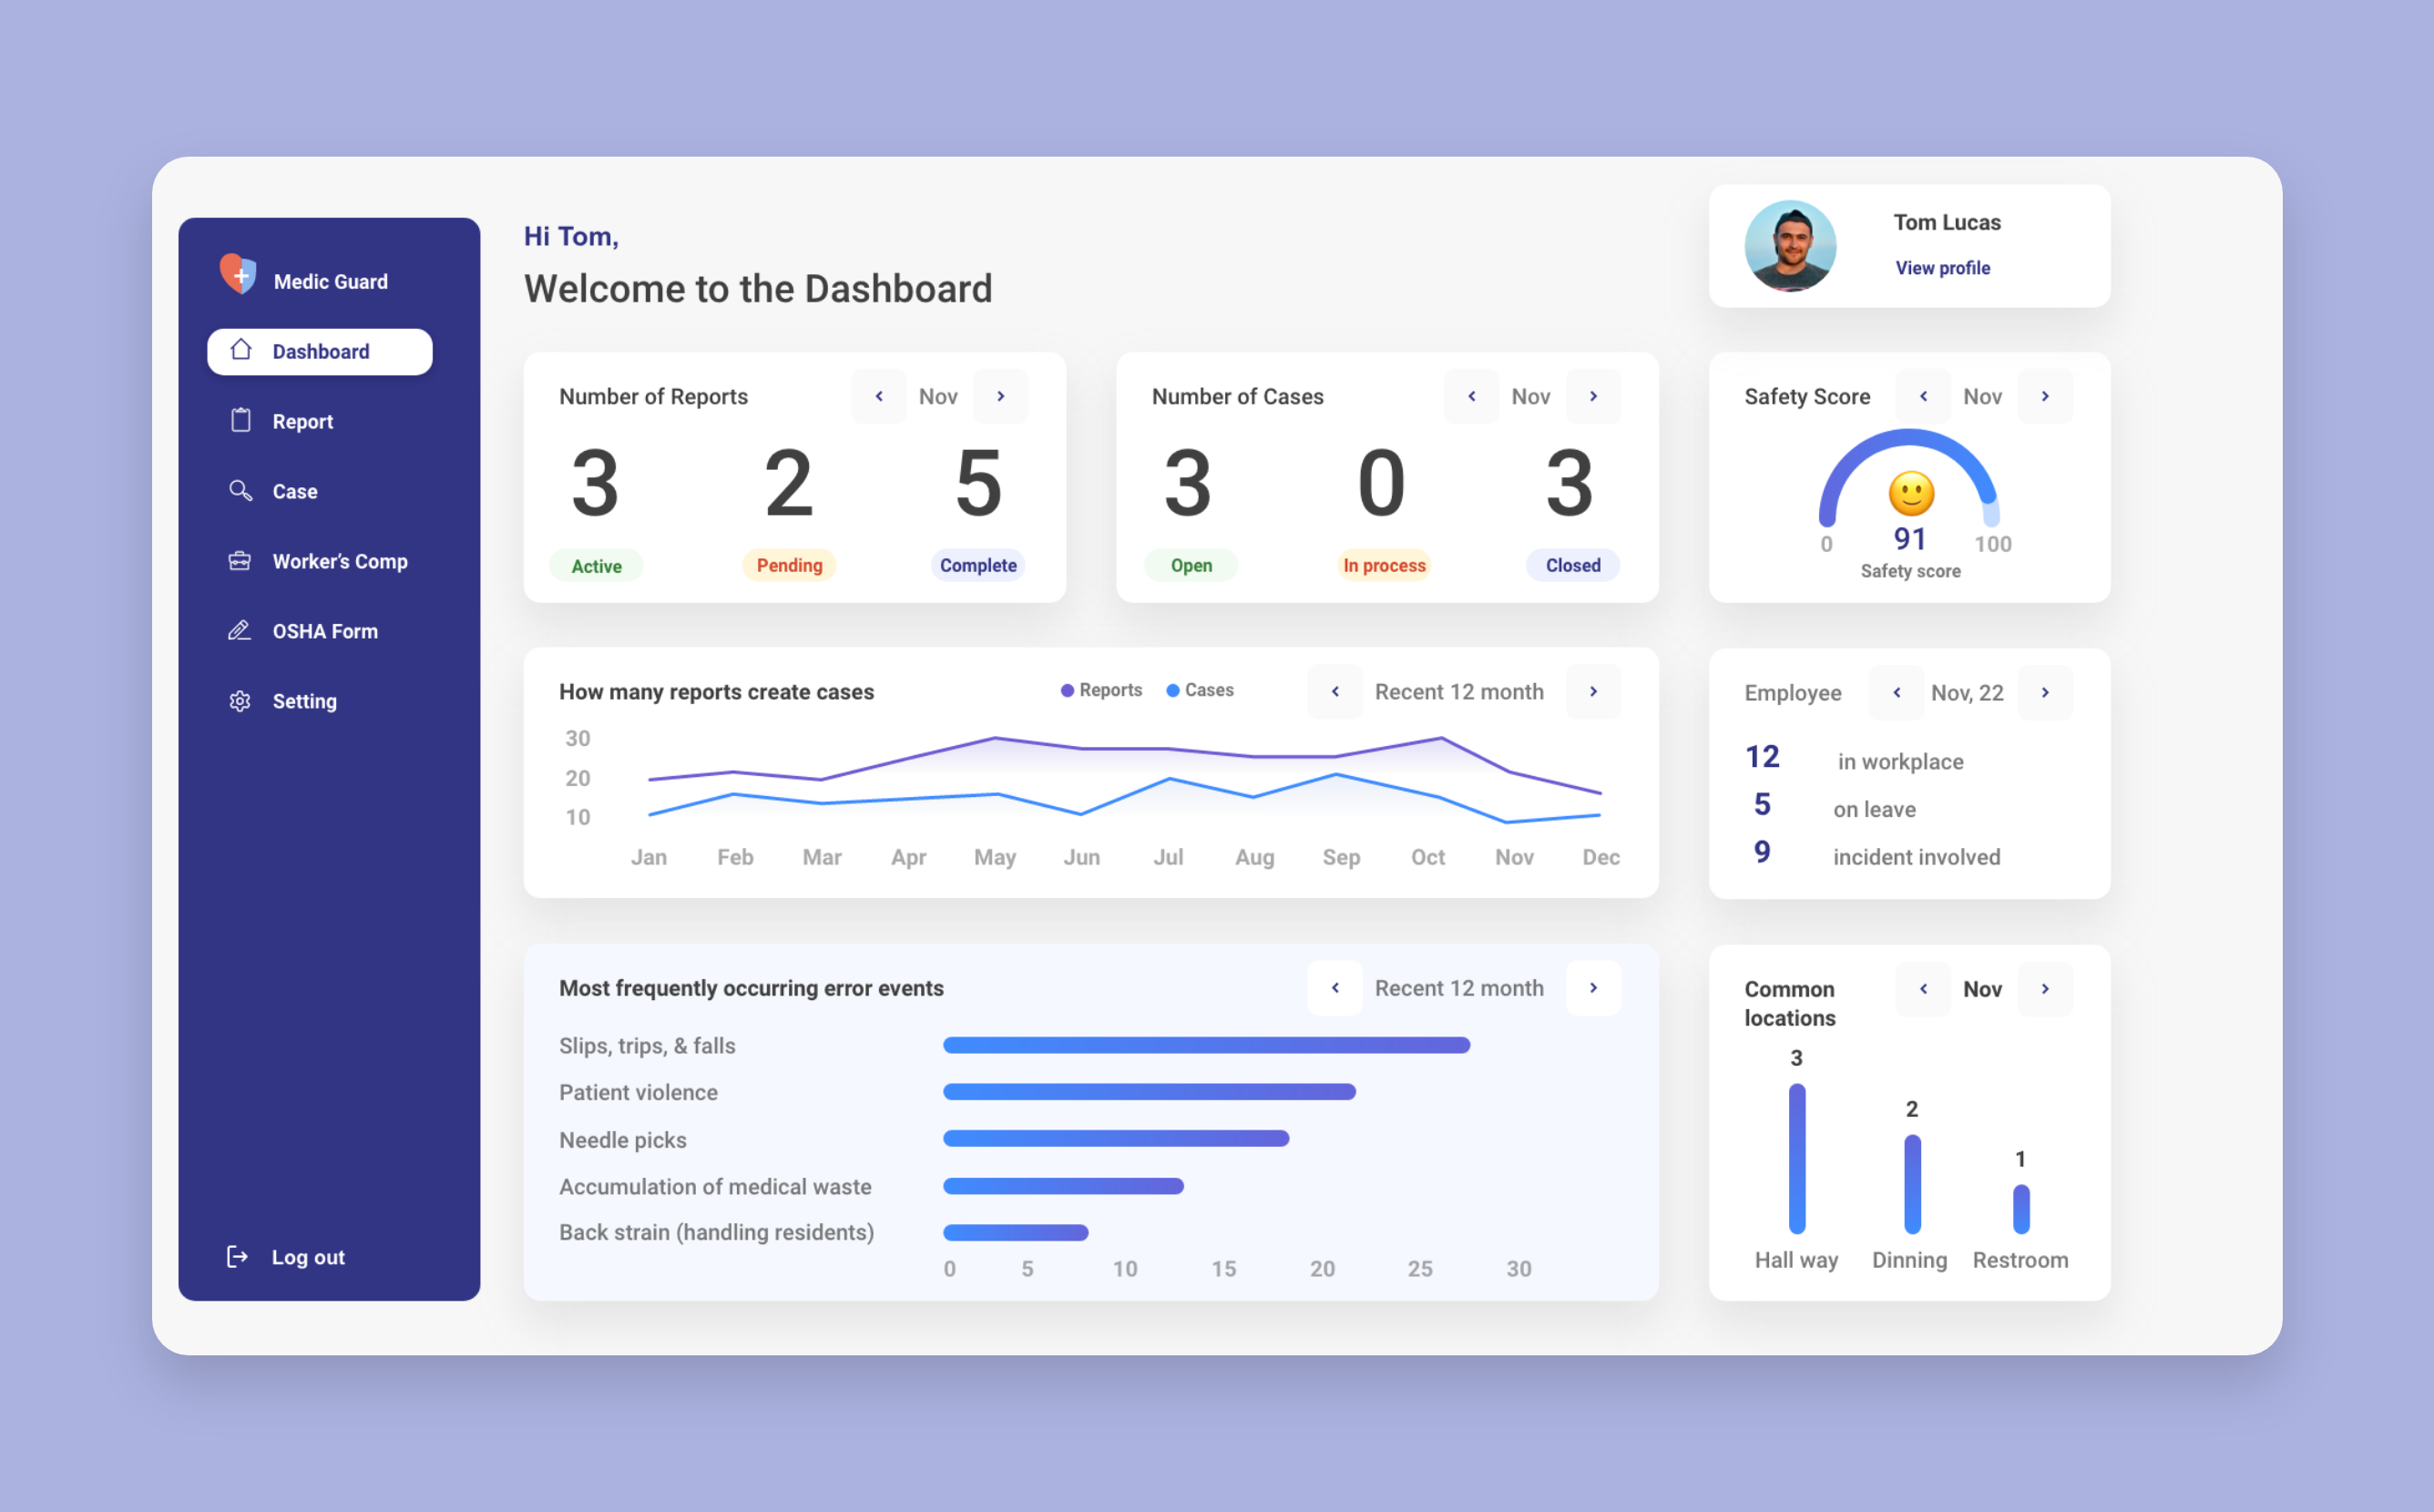 Medic Guard
Dashboard
Report
Case
Worker’s Comp
OSHA Form
Setting
Log out
Hi Tom,
Welcome to the Dashboard
Tom Lucas
View profile
Number of Reports
Nov
3 2 5
Active Pending Complete
Number of Cases
Nov
3 0 3
Open In process Closed
Safety Score
Nov
91
0 100
Safety score
How many reports create cases
Reports Cases
Recent 12 month
30
20
10
Jan Feb Mar Apr May Jun Jul Aug Sep Oct Nov Dec
Employee
Nov, 22
12 in workplace
5 on leave
9 incident involved
Most frequently occurring error events
Recent 12 month
Slips, trips, & falls
Patient violence
Needle picks
Accumulation of medical waste
Back strain (handling residents)
0 5 10 15 20 25 30
Common
locations
Nov
3
2
1
Hall way Dinning Restroom